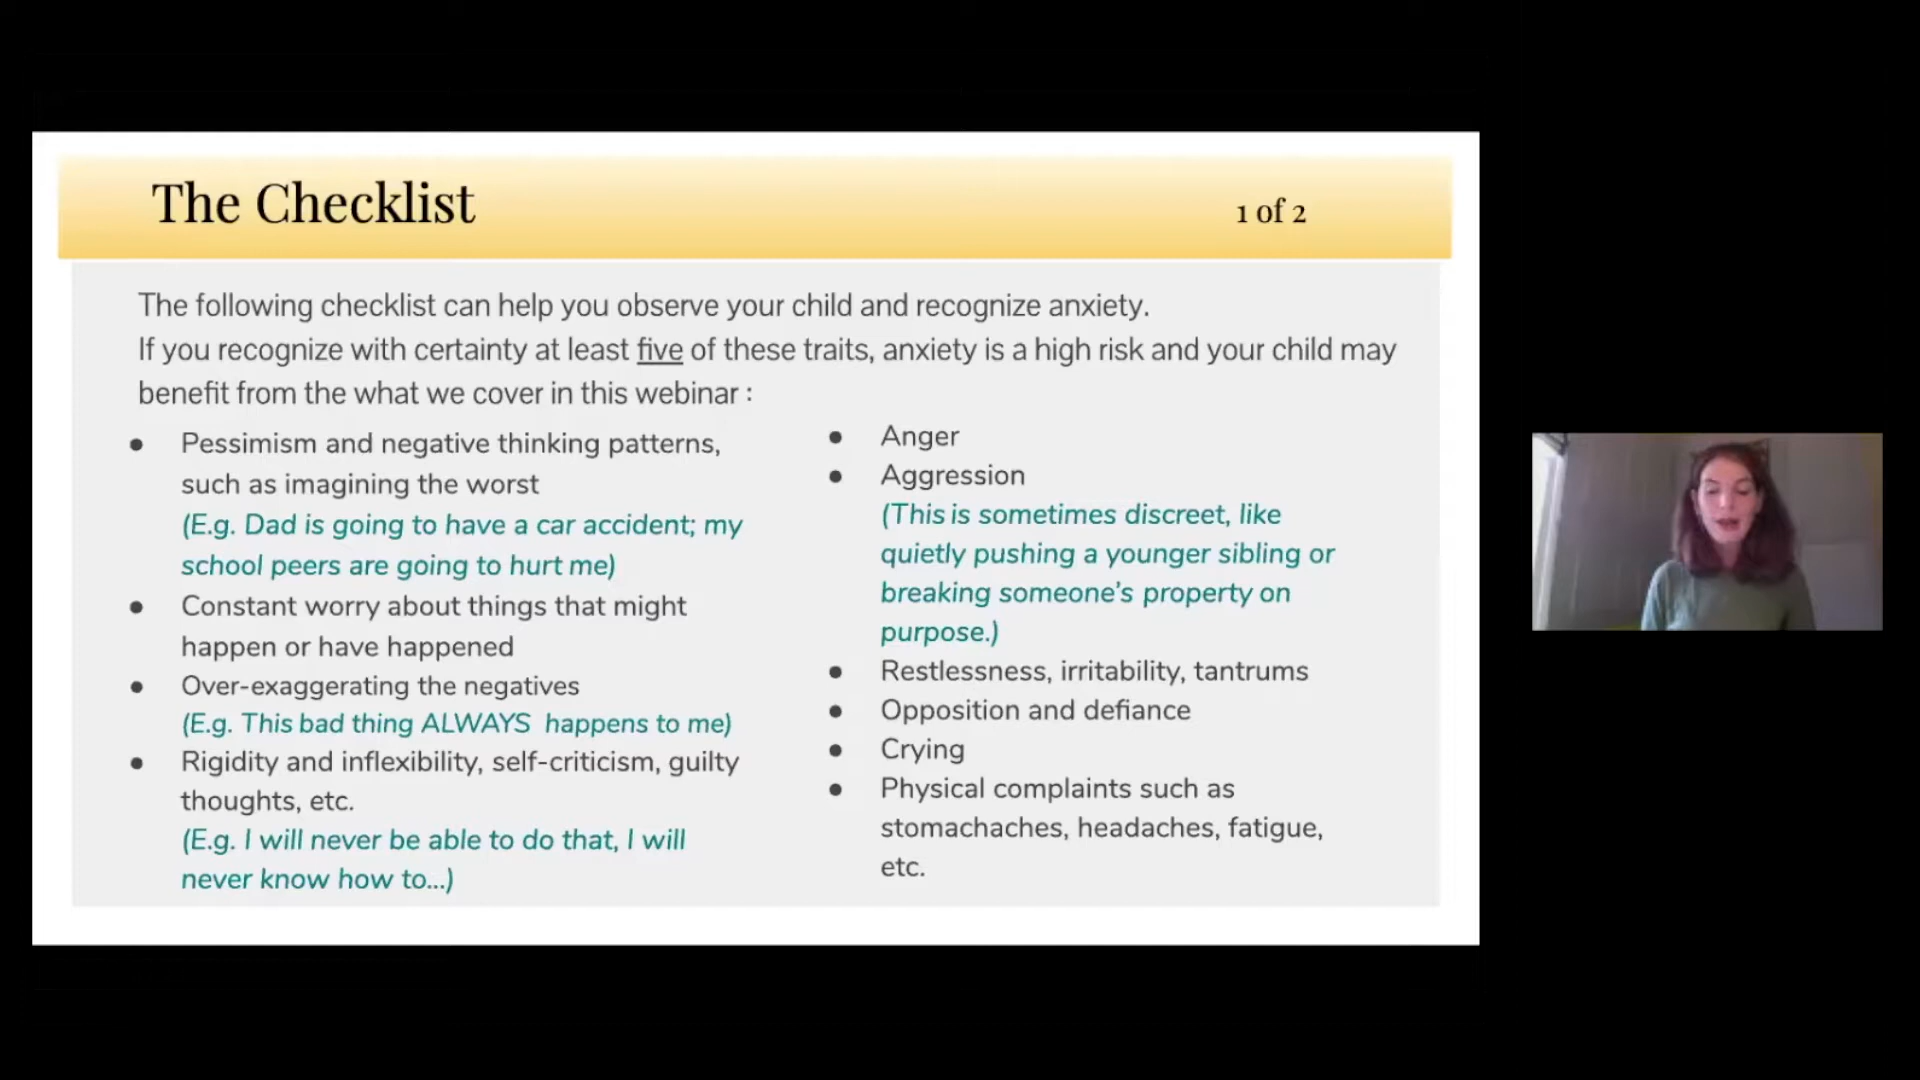 The Checklist
1 of 2
The following checklist can help you observe your child and recognize anxiety.
If you recognize with certainty at least five of these traits, anxiety is a high risk and your child may
benefit from the what we cover in this webinar :
● Pessimism and negative thinking patterns,
such as imagining the worst
(E.g. Dad is going to have a car accident; my
school peers are going to hurt me)
● Constant worry about things that might
happen or have happened
● Over-exaggerating the negatives
(E.g. This bad thing ALWAYS happens to me)
● Rigidity and inflexibility, self-criticism, guilty
thoughts, etc.
(E.g. I will never be able to do that, I will
never know how to...)
● Anger
● Aggression
(This is sometimes discreet, like
quietly pushing a younger sibling or
breaking someone's property on
purpose.)
● Restlessness, irritability, tantrums
● Opposition and defiance
● Crying
● Physical complaints such as
stomachaches, headaches, fatigue,
etc.